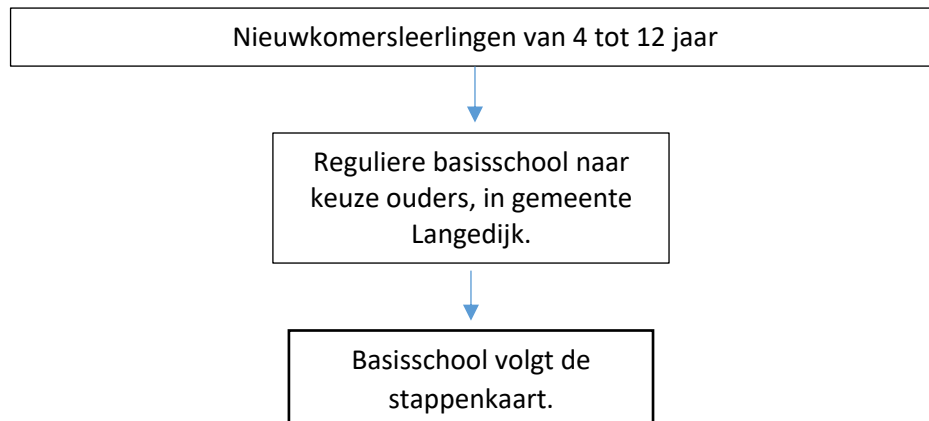 Nieuwkomersleerlingen van 4 tot 12 jaar
Reguliere basisschool naar
keuze ouders, in gemeente
Langedijk.
Basisschool volgt de
stappenkaart.